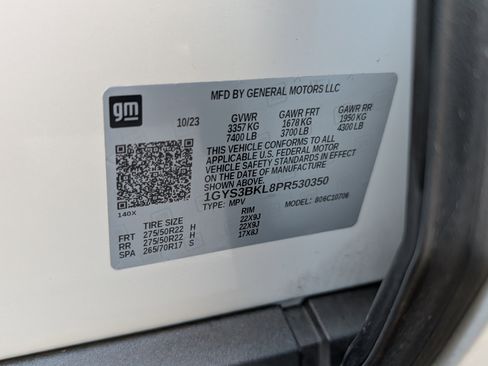 gm
MFD BY GENERAL MOTORS LLC
10/23
GVWR GAWR FRT GAWR RR
3357 KG 1678 KG 1950 KG
7400 LB 3700 LB 4300 LB
THIS VEHICLE CONFORMS TO ALL
APPLICABLE U.S. FEDERAL MOTOR
VEHICLE SAFETY STANDARDS IN EFFECT
ON THE DATE OF MANUFACTURE
SHOWN ABOVE.
1GYS3BKL8PR530350
TYPE: MPV MODEL: 8D6C10706
140X
TIRE SIZE RIM
FRT 275/50R22 H 22X9J
RR 275/50R22 H 22X9J
SPA 265/70R17 S 17X8J